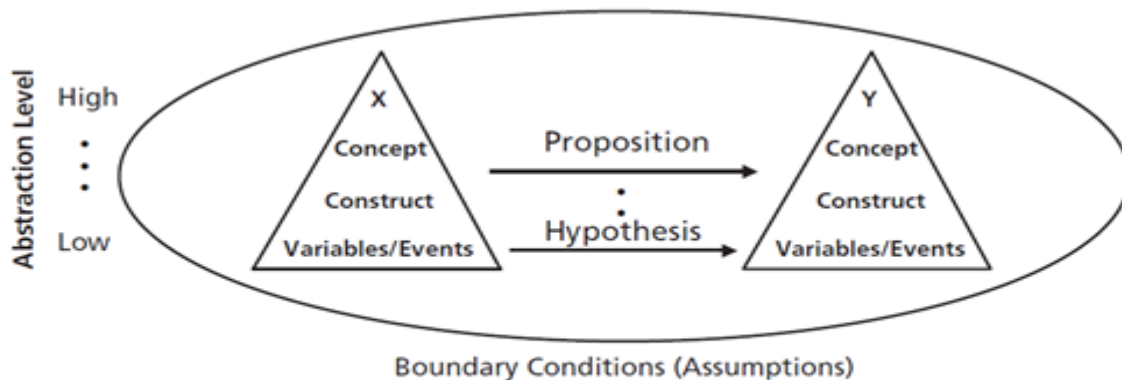 Abstraction Level
High
Low
X
Concept
Construct
Variables/Events
Proposition
Hypothesis
Y
Concept
Construct
Variables/Events
Boundary Conditions (Assumptions)